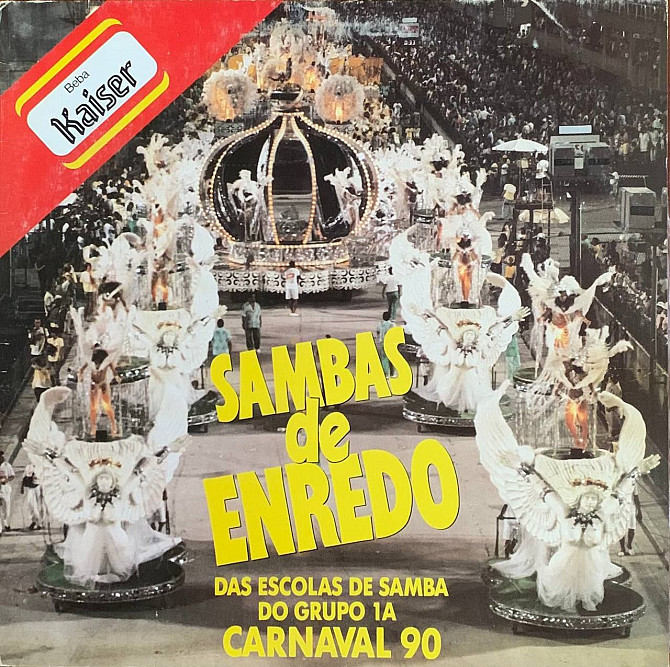 Beba
Kaiser
SAMBAS
de
ENREDO
DAS ESCOLAS DE SAMBA
DO GRUPO 1A
CARNAVAL 90